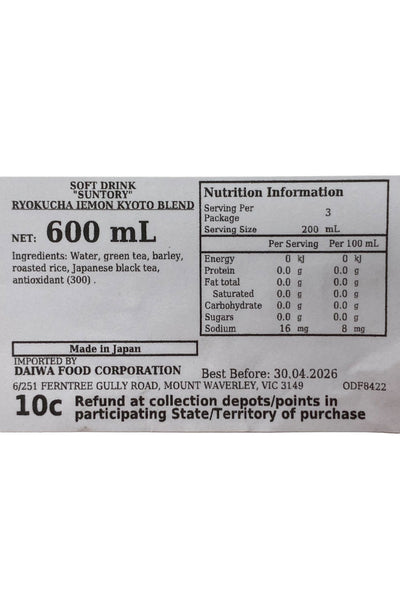 SOFT DRINK
"SUNTORY"
RYOKUCHA IEMON KYOTO BLEND
NET: 600 mL
Ingredients: Water, green tea, barley,
roasted rice, Japanese black tea,
antioxidant (300) .
Nutrition Information
Serving Per
Package 3
Serving Size 200 mL
Per Serving Per 100 mL
Energy 0 kJ 0 kJ
Protein 0.0 g 0.0 g
Fat total 0.0 g 0.0 g
Saturated 0.0 g 0.0 g
Carbohydrate 0.0 g 0.0 g
Sugars 0.0 g 0.0 g
Sodium 16 mg 8 mg
Made in Japan
IMPORTED BY
DAIWA FOOD CORPORATION
Best Before: 30.04.2026
6/251 FERNTREE GULLY ROAD, MOUNT WAVERLEY, VIC 3149 ODF8422
10c Refund at collection depots/points in
participating State/Territory of purchase